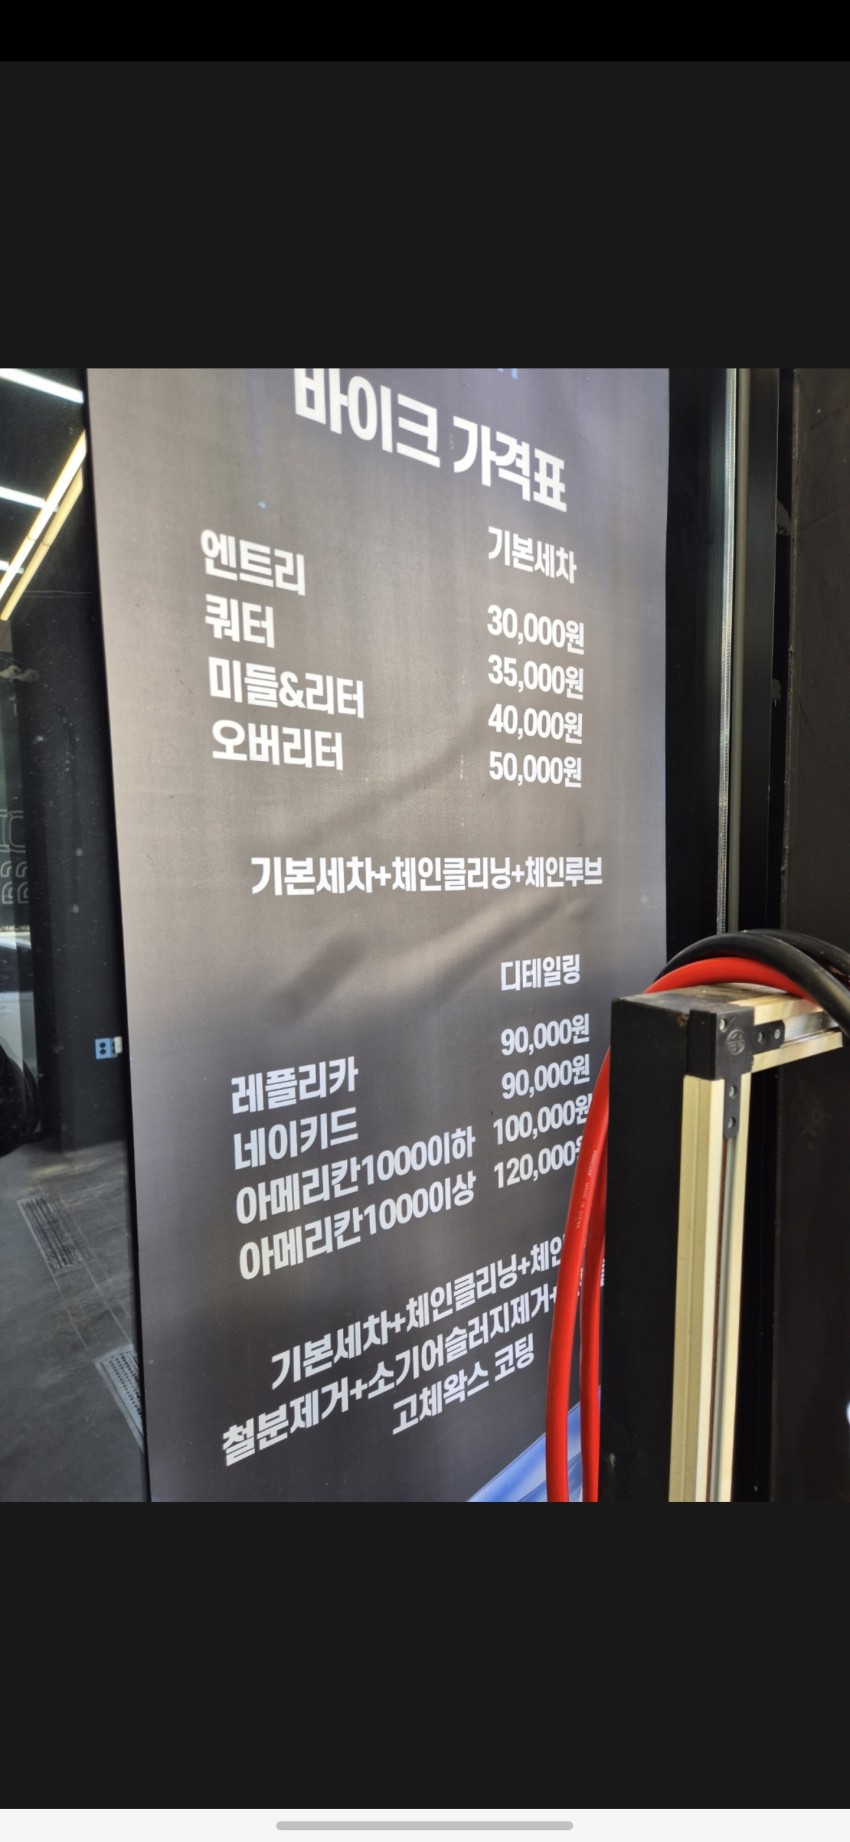 바이크 가격표
기본세차
엔트리 30,000원
쿼터 35,000원
미들&리터 40,000원
오버리터 50,000원
기본세차+체인클리닝+체인루브
디테일링
레플리카 90,000원
네이키드 90,000원
아메리칸1000이하 100,000원
아메리칸1000이상 120,000
기본세차+체인클리닝+체인
철분제거+소기어슬러지제거+
고체왁스 코팅